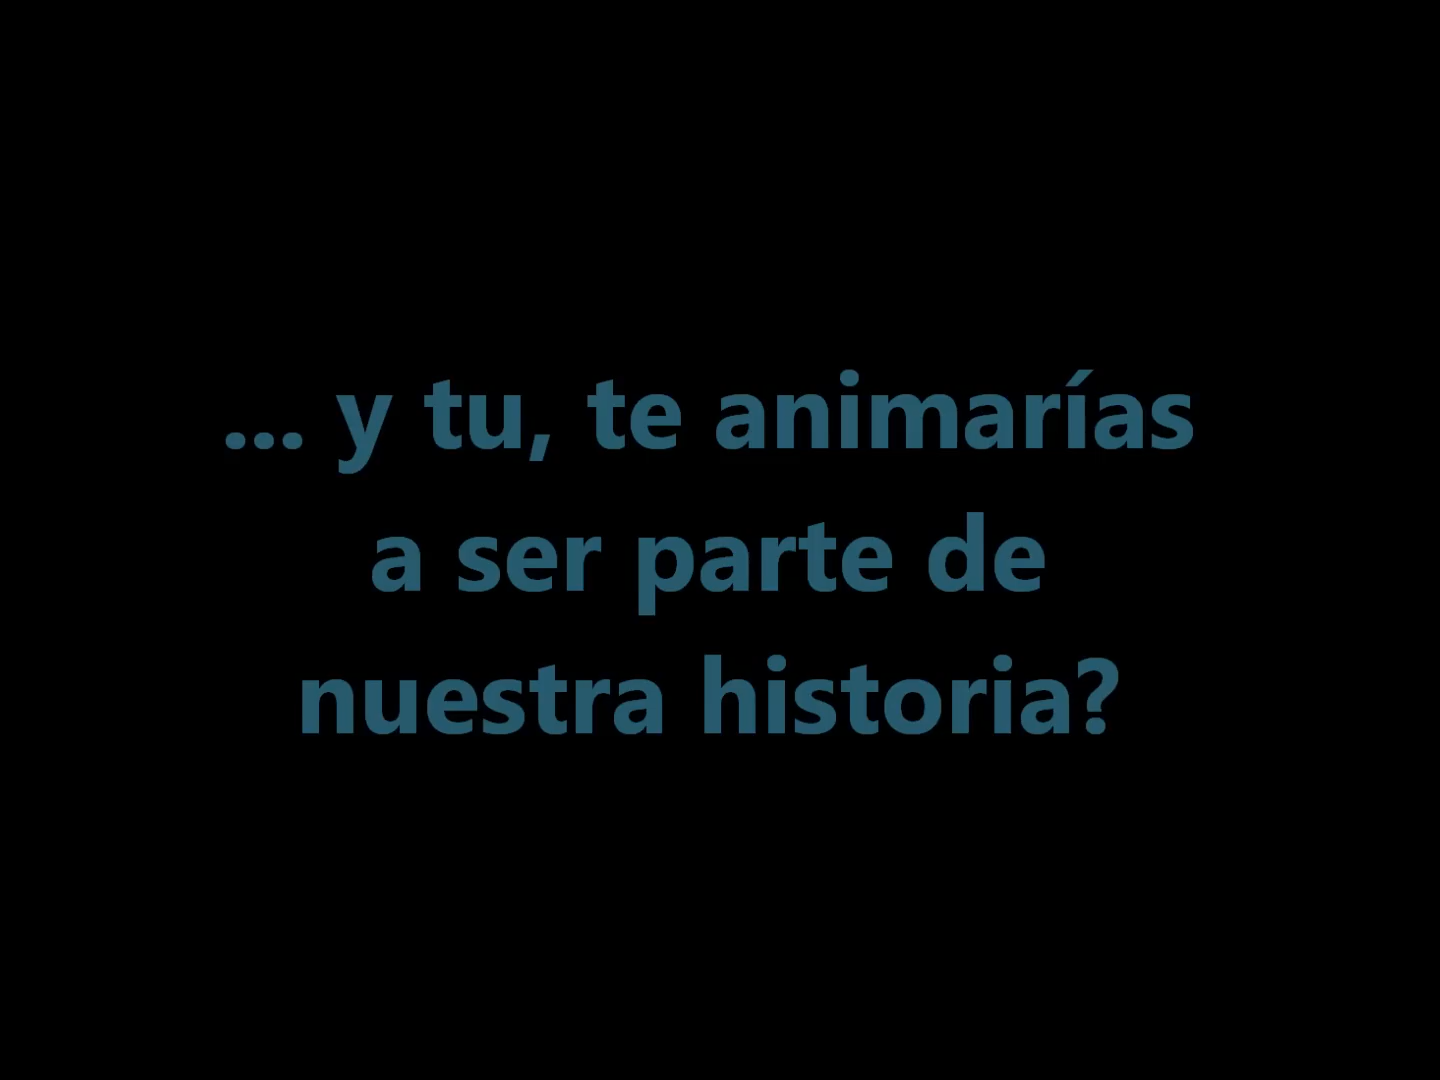 ... y tu, te animarías
a ser parte de
nuestra historia?